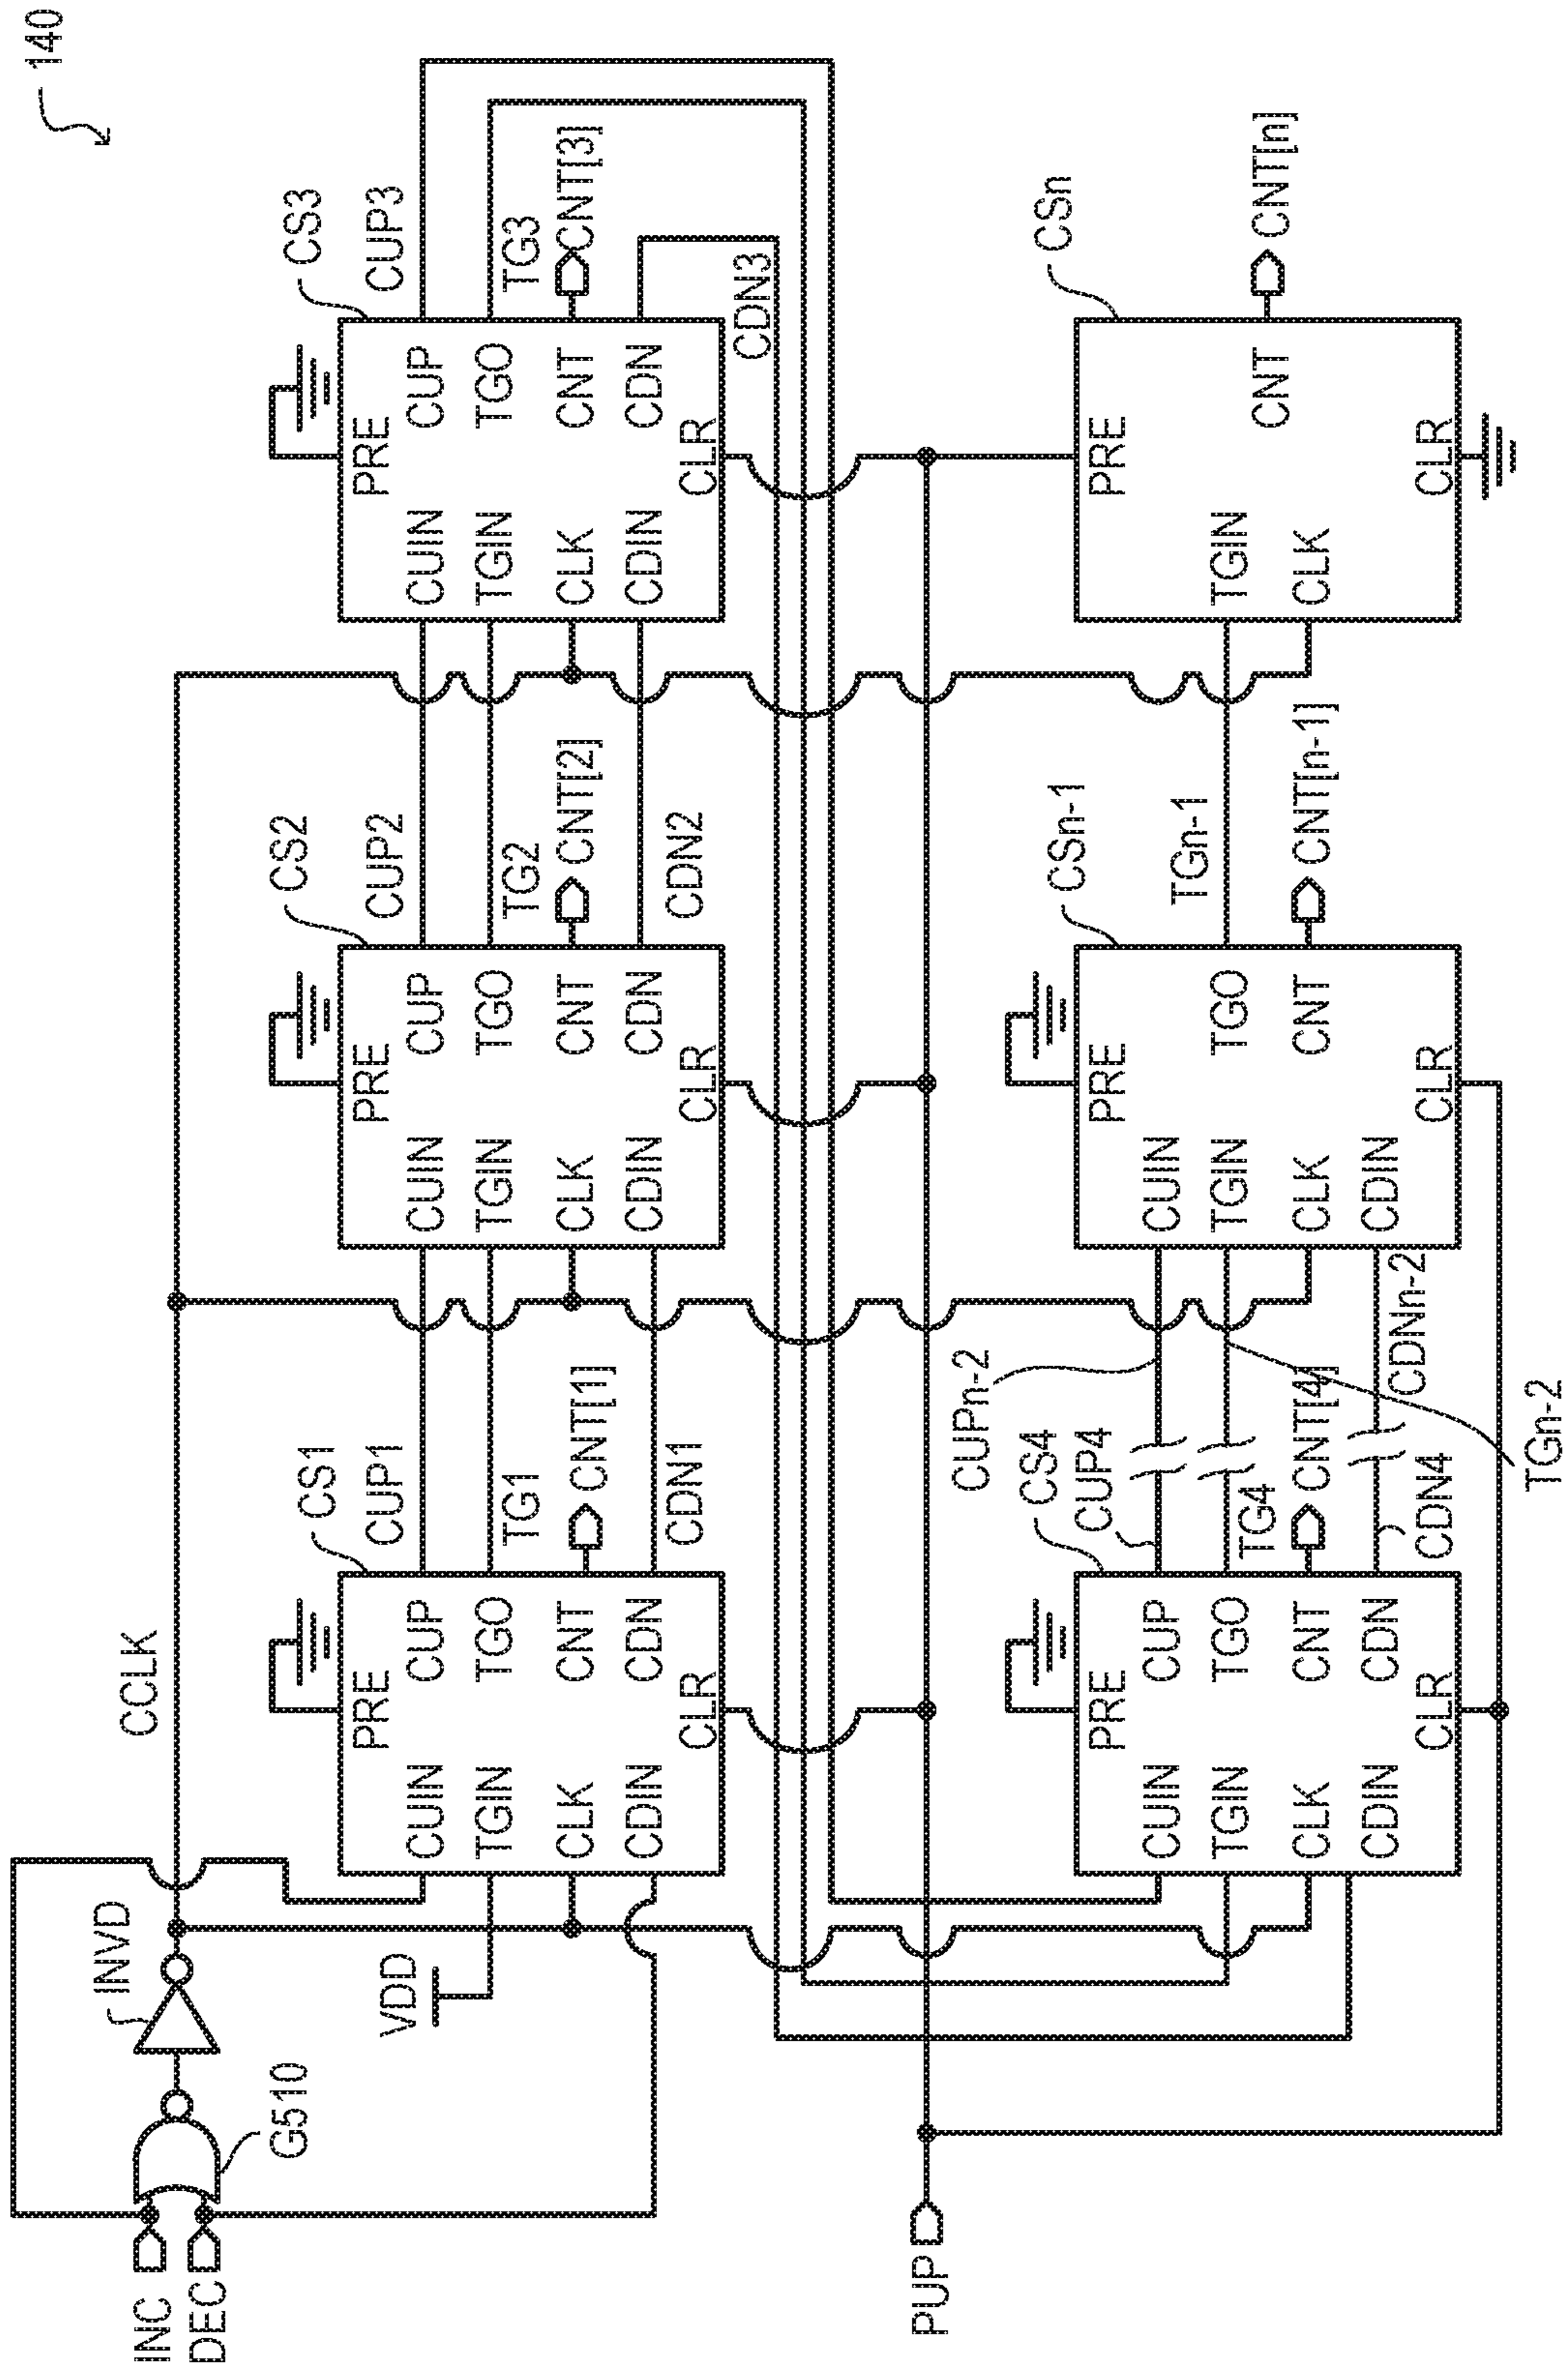 140
INC
DEC
G510
INVD
CCLK
VDD
PUP
CS1
PRE
CUIN
CUP
CUP1
TGIN
TGO
TG1
CLK
CNT
CNT[1]
CDIN
CDN
CDN1
CLR
CS2
PRE
CUIN
CUP
CUP2
TGIN
TGO
TG2
CLK
CNT
CNT[2]
CDIN
CDN
CDN2
CLR
CS3
PRE
CUIN
CUP
CUP3
TGIN
TGO
TG3
CLK
CNT
CNT[3]
CDIN
CDN
CDN3
CLR
CS4
PRE
CUIN
CUP
CUP4
CUPn-2
TGIN
TGO
TG4
TGn-2
CLK
CNT
CNT[4]
CDIN
CDN
CDN4
CDNn-2
CLR
CSn-1
PRE
CUIN
TGIN
TGO
TGn-1
CLK
CNT
CNT[n-1]
CDIN
CLR
CSn
PRE
TGIN
CNT
CNT[n]
CLK
CLR